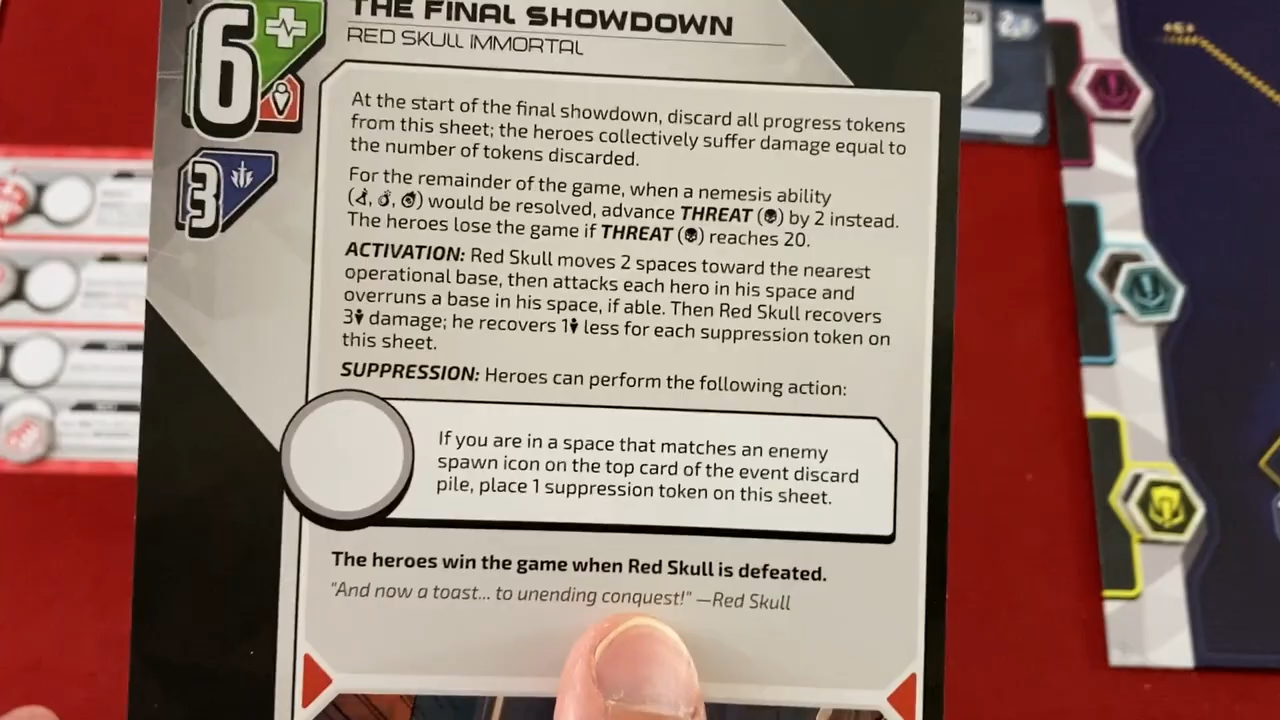 THE FINAL SHOWDOWN
RED SKULL IMMORTAL
6
3
At the start of the final showdown, discard all progress tokens
from this sheet; the heroes collectively suffer damage equal to
the number of tokens discarded.
For the remainder of the game, when a nemesis ability
( , , ) would be resolved, advance THREAT ( ) by 2 instead.
The heroes lose the game if THREAT ( ) reaches 20.
ACTIVATION: Red Skull moves 2 spaces toward the nearest
operational base, then attacks each hero in his space and
overruns a base in his space, if able. Then Red Skull recovers
3 damage; he recovers 1 less for each suppression token on
this sheet.
SUPPRESSION: Heroes can perform the following action:
If you are in a space that matches an enemy
spawn icon on the top card of the event discard
pile, place 1 suppression token on this sheet.
The heroes win the game when Red Skull is defeated.
"And now a toast... to unending conquest!" —Red Skull